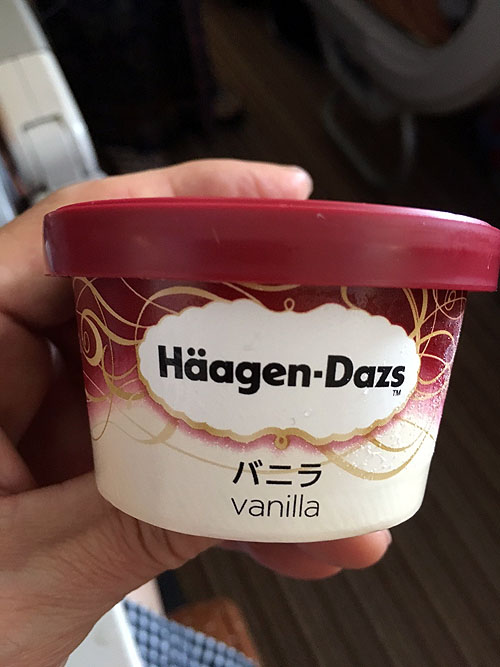 Häagen-Dazs
TM
バニラ
vanilla